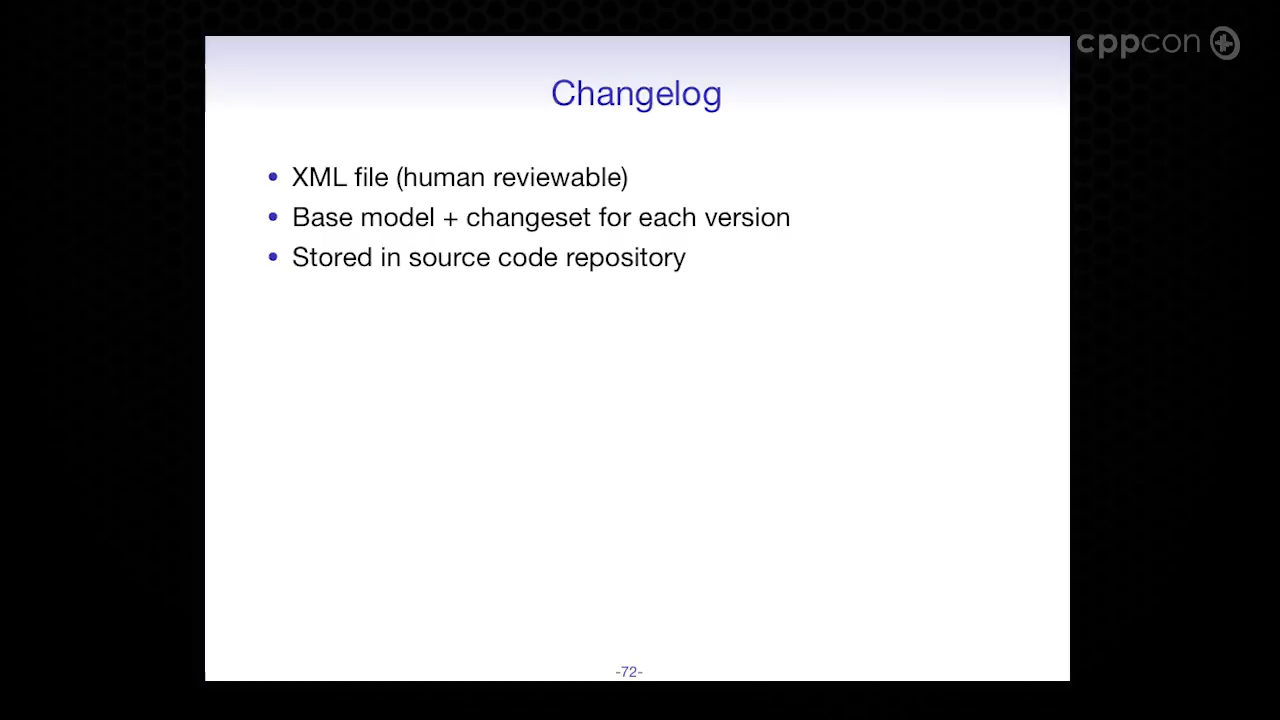 cppcon
Changelog
• XML file (human reviewable)
• Base model + changeset for each version
• Stored in source code repository
-72-